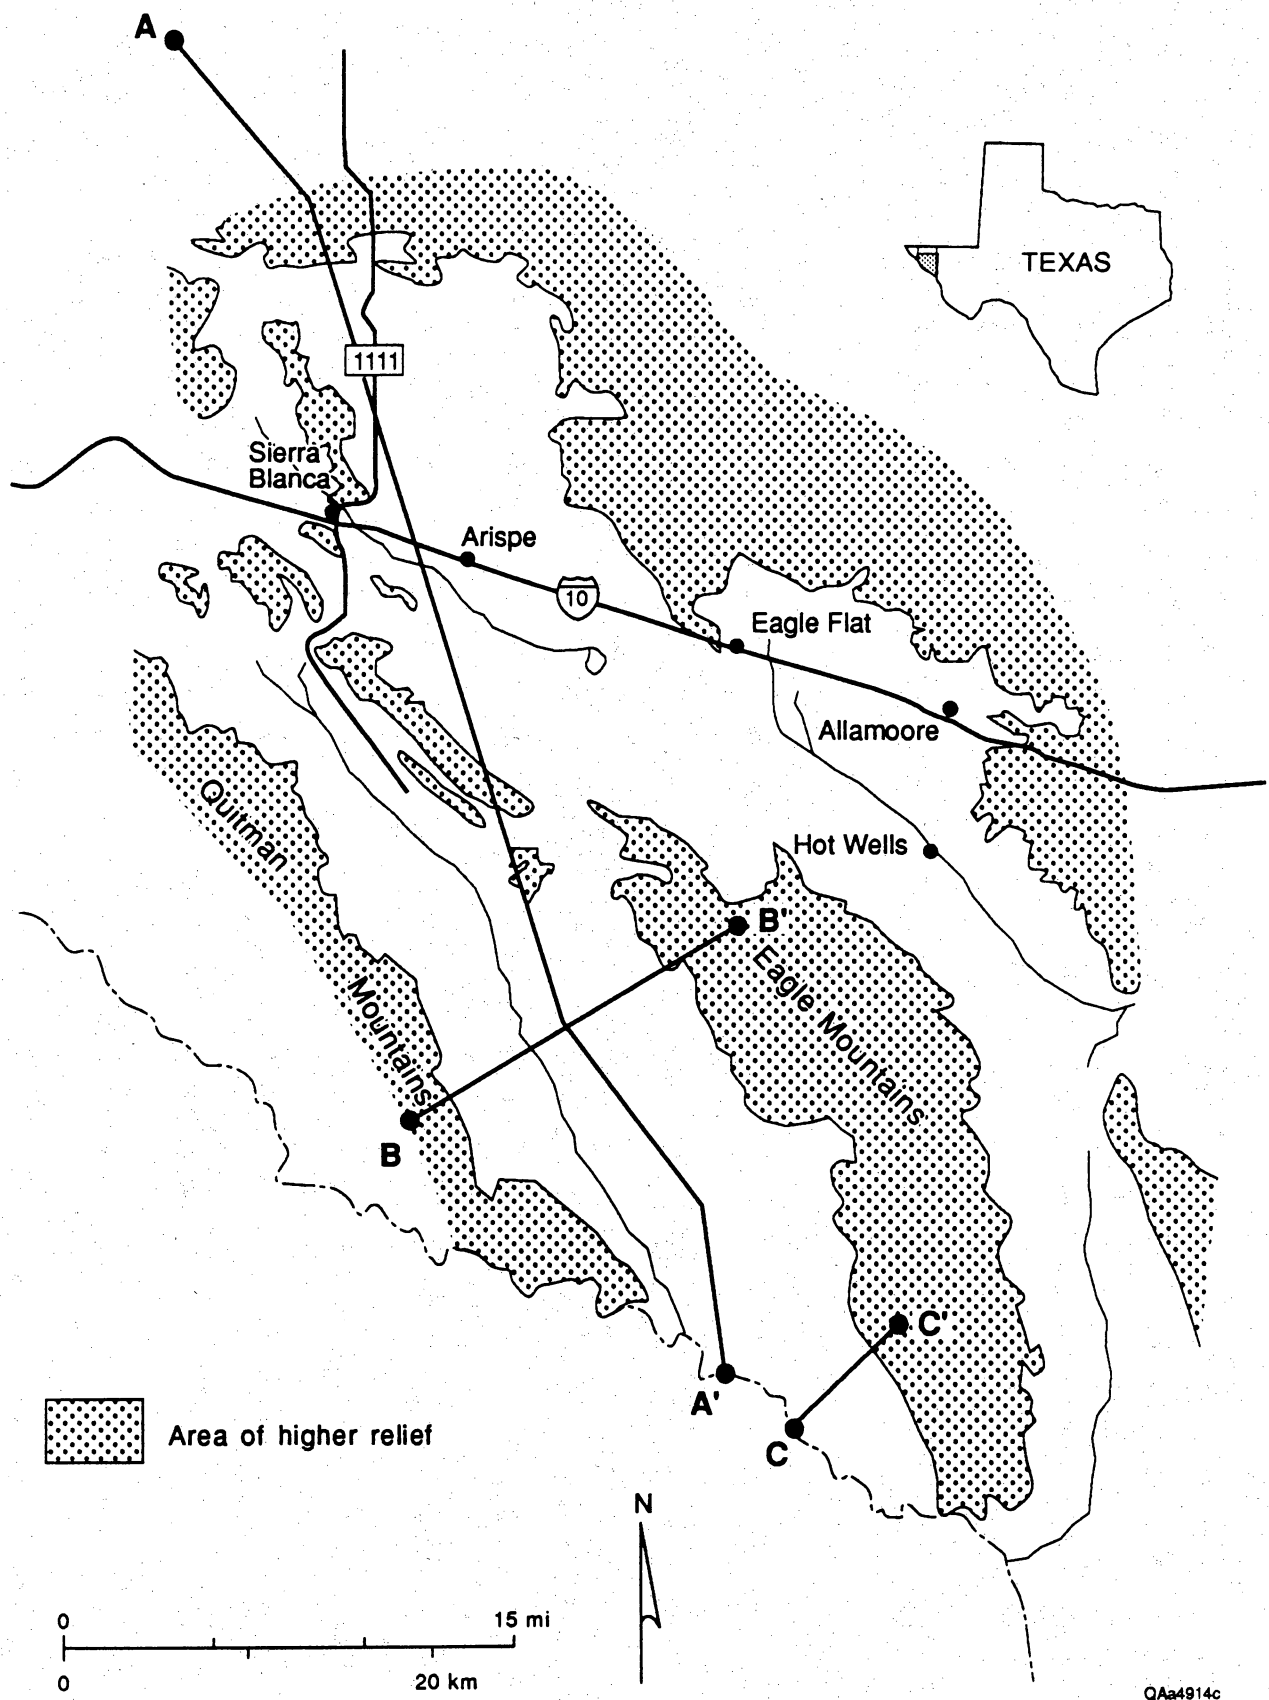 A
TEXAS
1111
Sierra
Blanca
Arispe
10
Eagle Flat
Allamoore
Quitman
Hot Wells
B'
Eagle Mountains
Mountains
B
C'
A'
C
Area of higher relief
N
0
15 mi
0
20 km
QAa4914c